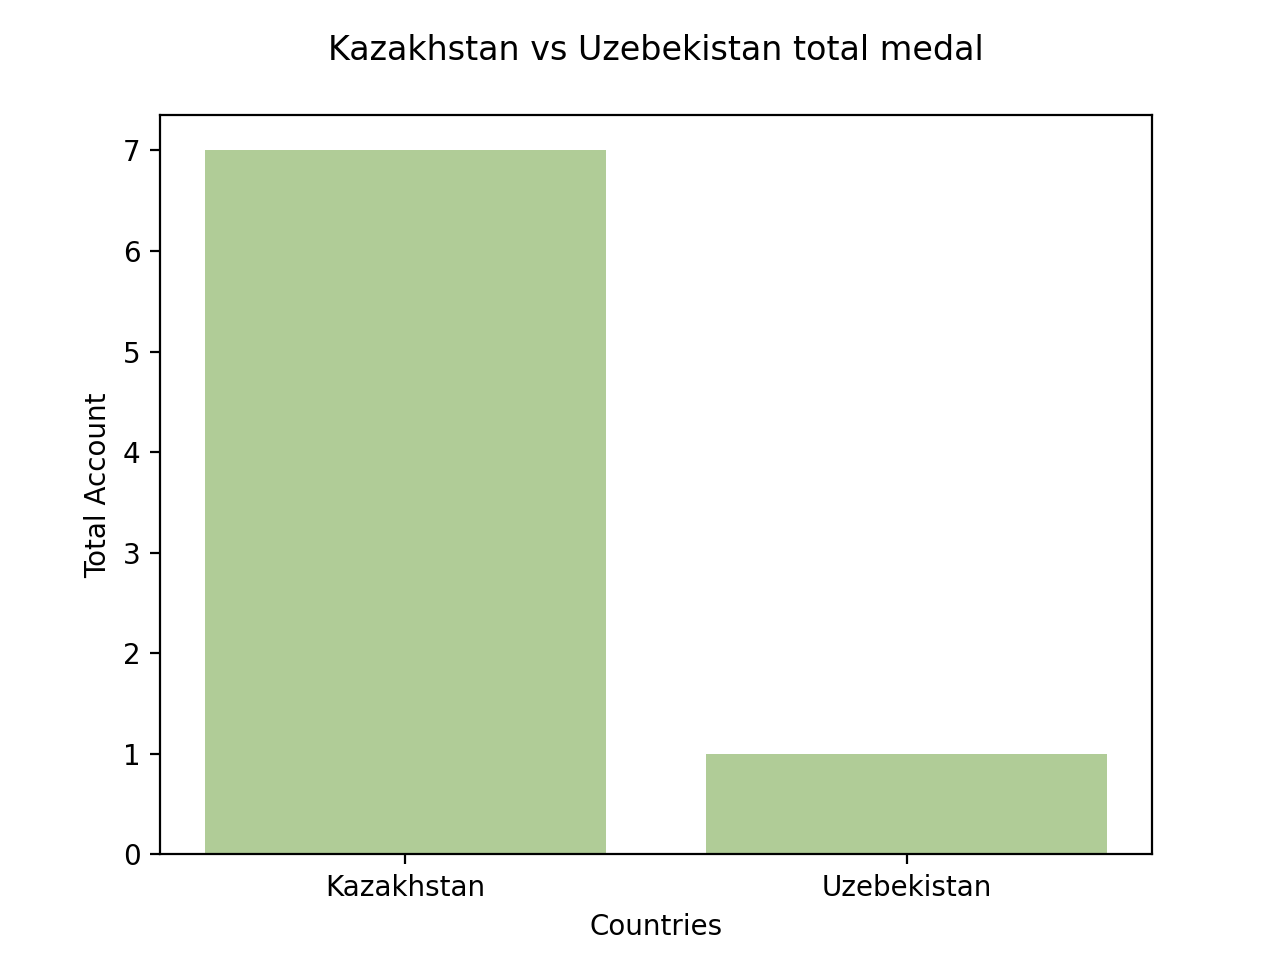 Kazakhstan vs Uzebekistan total medal
Total Account
7
6
5
4
3
2
1
0
Kazakhstan
Uzebekistan
Countries